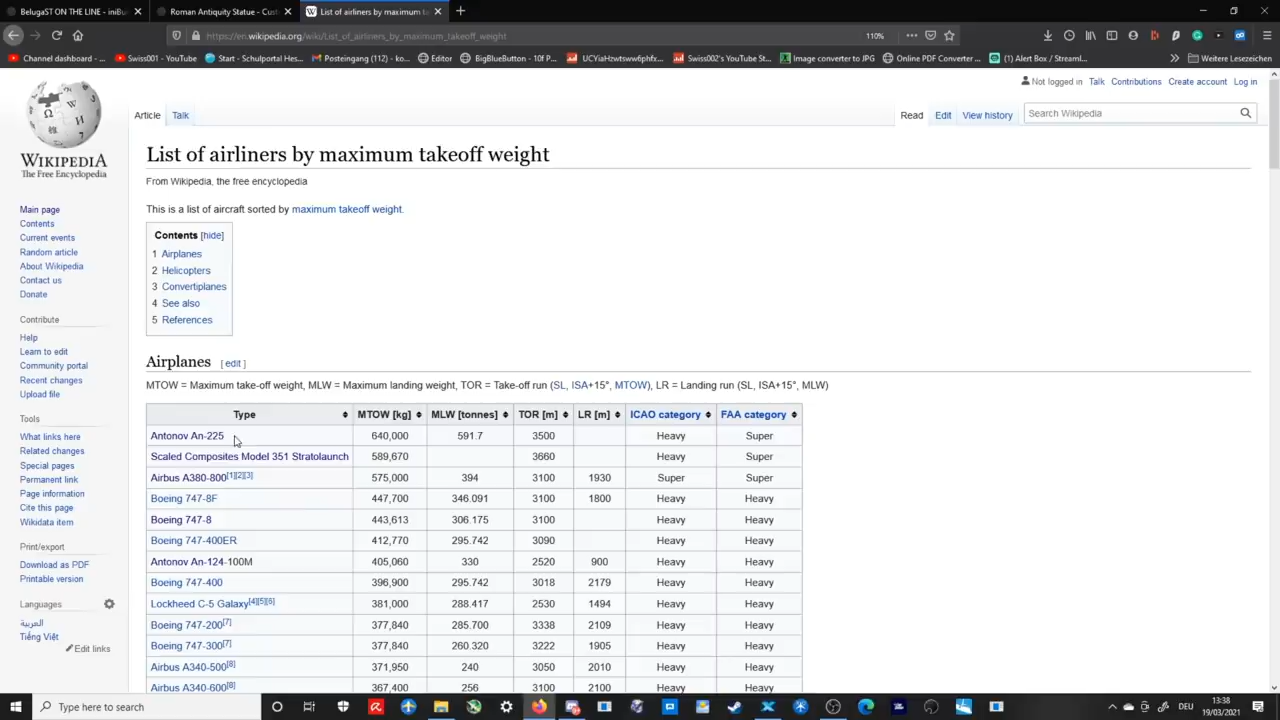 BelugaST ON THE LINE - iniBu
Roman Antiquity Statue - Cust
List of airliners by maximum tak
https://en.wikipedia.org/wiki/List_of_airliners_by_maximum_takeoff_weight
110%
Channel dashboard - ...
Swiss001 - YouTube
Start - Schulportal Hes...
Posteingang (12) - ko...
Editor
BigBlueButton - 10f P...
UCYiaHzwtsww6phfx...
Swiss002's YouTube St...
Image converter to JPG
Online PDF Converter ...
(1) Alert Box / Streaml...
Weitere Lesezeichen
WIKIPEDIA
The Free Encyclopedia
Not logged in Talk Contributions Create account Log in
Article Talk
Read Edit View history
Search Wikipedia
List of airliners by maximum takeoff weight
From Wikipedia, the free encyclopedia
This is a list of aircraft sorted by maximum takeoff weight.
Contents [hide]
1 Airplanes
2 Helicopters
3 Convertiplanes
4 See also
5 References
Main page
Contents
Current events
Random article
About Wikipedia
Contact us
Donate
Contribute
Help
Learn to edit
Community portal
Recent changes
Upload file
Tools
What links here
Related changes
Special pages
Permanent link
Page information
Cite this page
Wikidata item
Print/export
Download as PDF
Printable version
Languages
العربية
Tiếng Việt
Edit links
Airplanes [ edit ]
MTOW = Maximum take-off weight, MLW = Maximum landing weight, TOR = Take-off run (SL, ISA+15°, MTOW), LR = Landing run (SL, ISA+15°, MLW)
Type MTOW [kg] MLW [tonnes] TOR [m] LR [m] ICAO category FAA category
Antonov An-225 640,000 591.7 3500 Heavy Super
Scaled Composites Model 351 Stratolaunch 589,670 3660 Heavy Super
Airbus A380-800[1][2][3] 575,000 394 3100 1930 Super Super
Boeing 747-8F 447,700 346.091 3100 1800 Heavy Heavy
Boeing 747-8 443,613 306.175 3100 Heavy Heavy
Boeing 747-400ER 412,770 295.742 3090 Heavy Heavy
Antonov An-124-100M 405,060 330 2520 900 Heavy Heavy
Boeing 747-400 396,900 295.742 3018 2179 Heavy Heavy
Lockheed C-5 Galaxy[4][5][6] 381,000 288.417 2530 1494 Heavy Heavy
Boeing 747-200[7] 377,840 285.700 3338 2109 Heavy Heavy
Boeing 747-300[7] 377,840 260.320 3222 1905 Heavy Heavy
Airbus A340-500[8] 371,950 240 3050 2010 Heavy Heavy
Airbus A340-600[8] 367,400 256 3100 2100 Heavy Heavy
Type here to search
DEU
13:38
19/03/2021